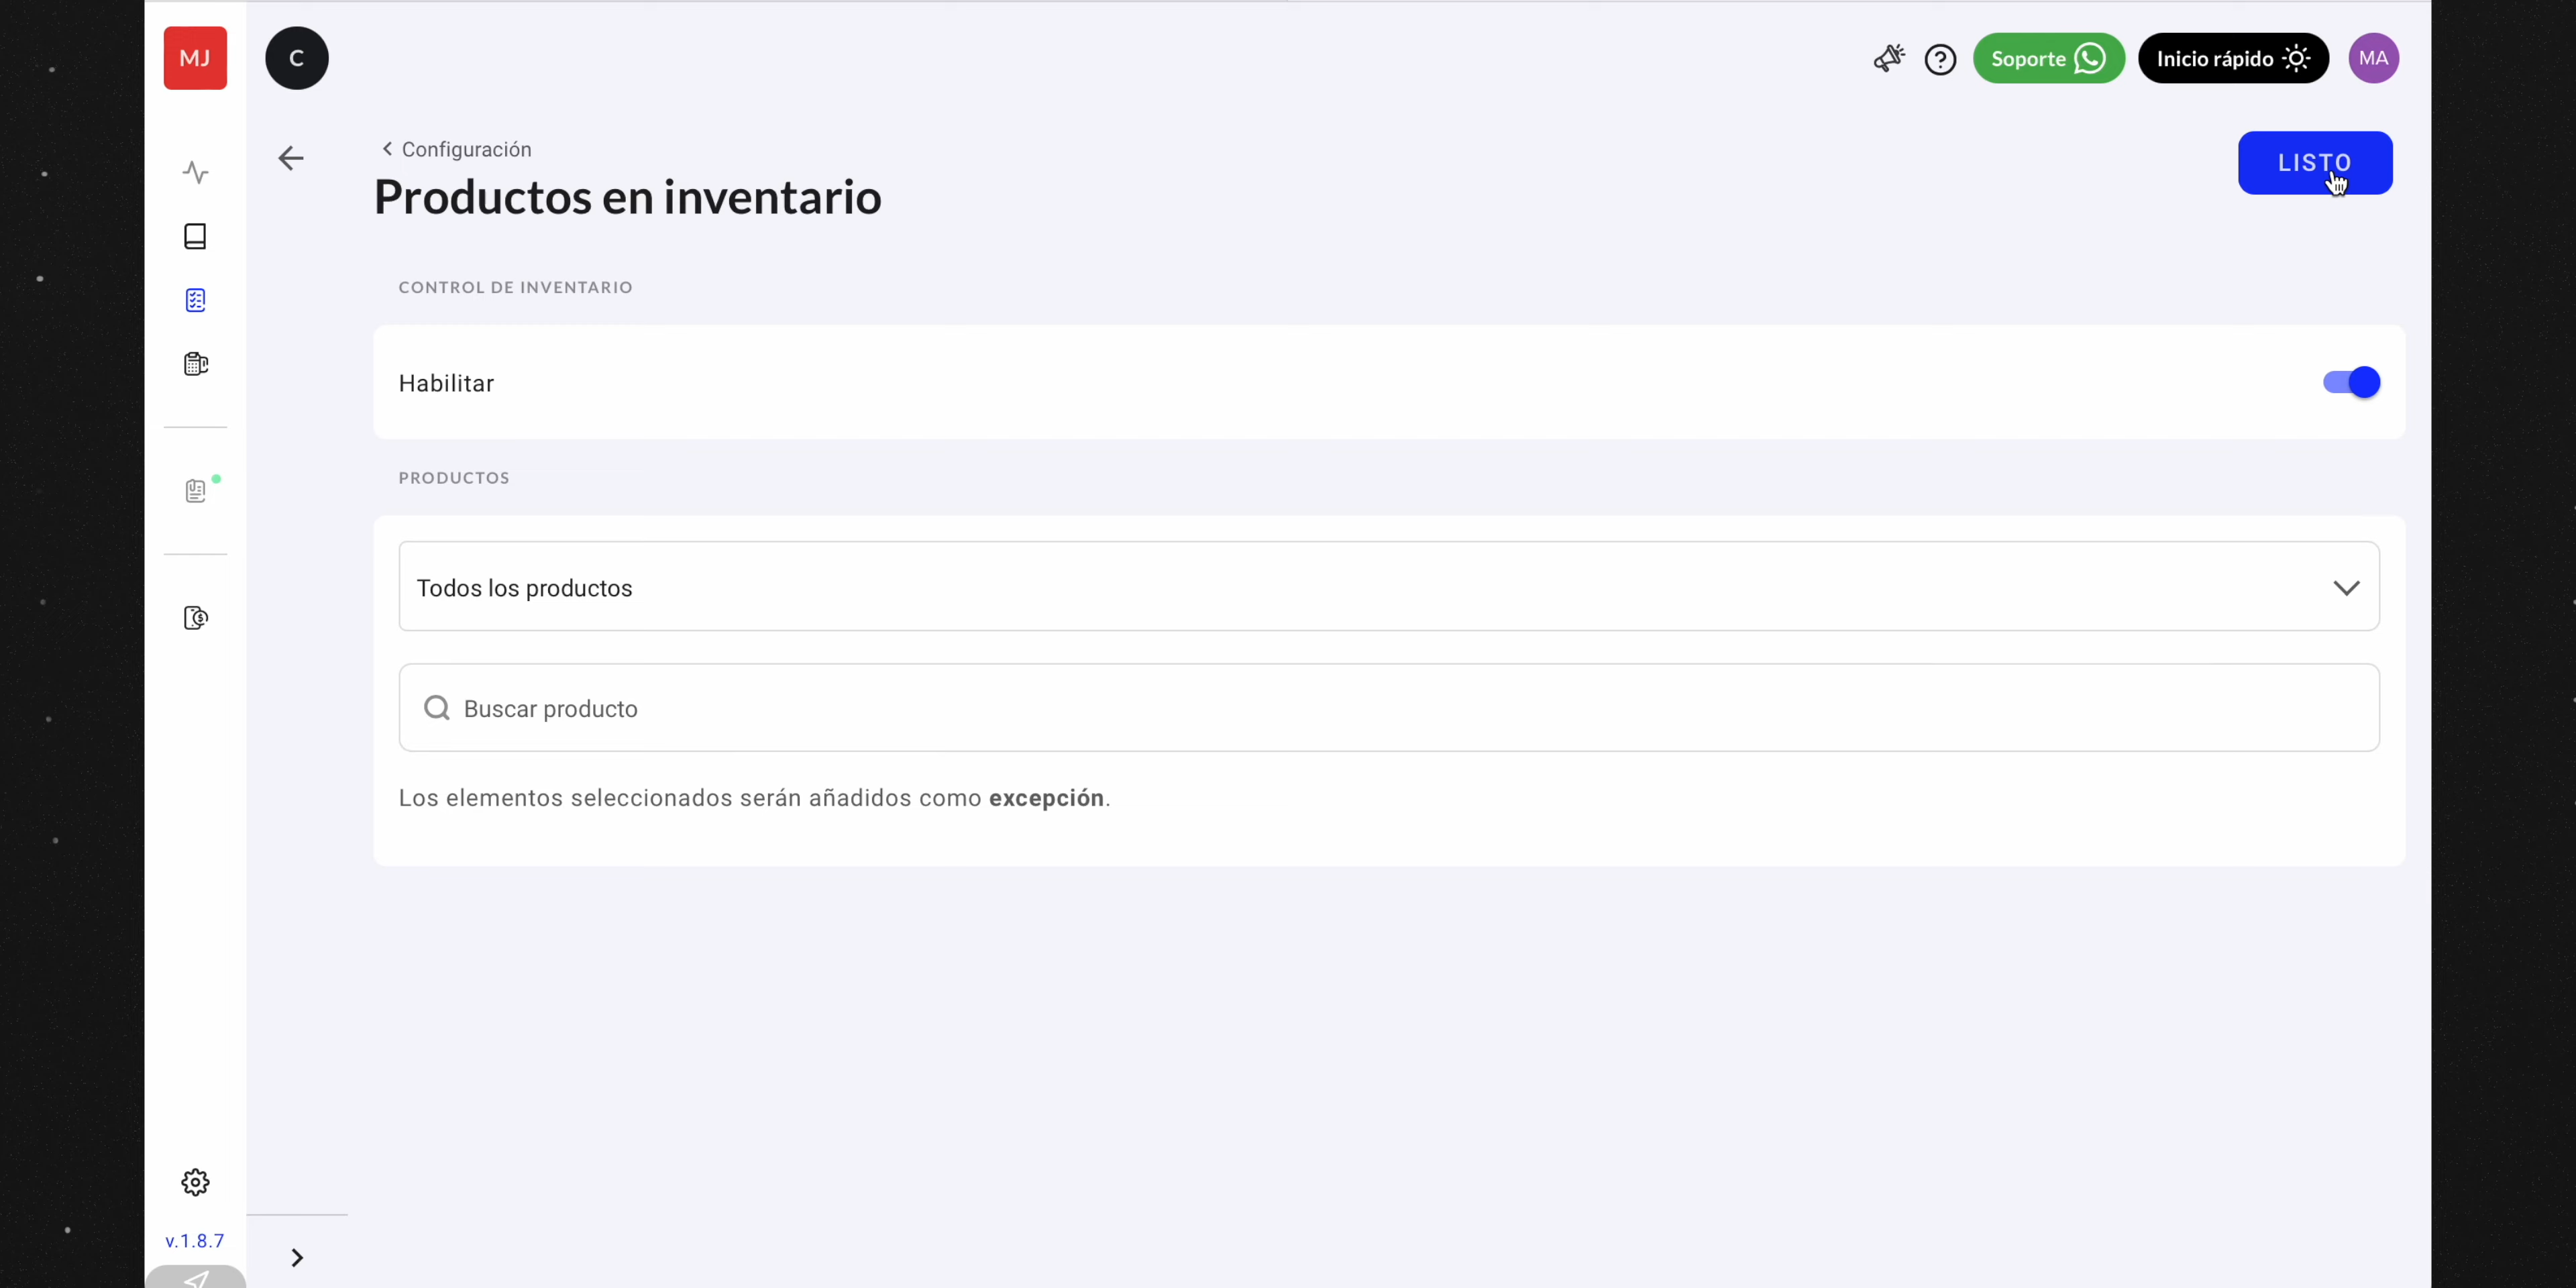 MJ
C
Soporte
Inicio rápido
MA
Configuración
Productos en inventario
LISTO
CONTROL DE INVENTARIO
Habilitar
PRODUCTOS
Todos los productos
Buscar producto
Los elementos seleccionados serán añadidos como excepción.
v.1.8.7